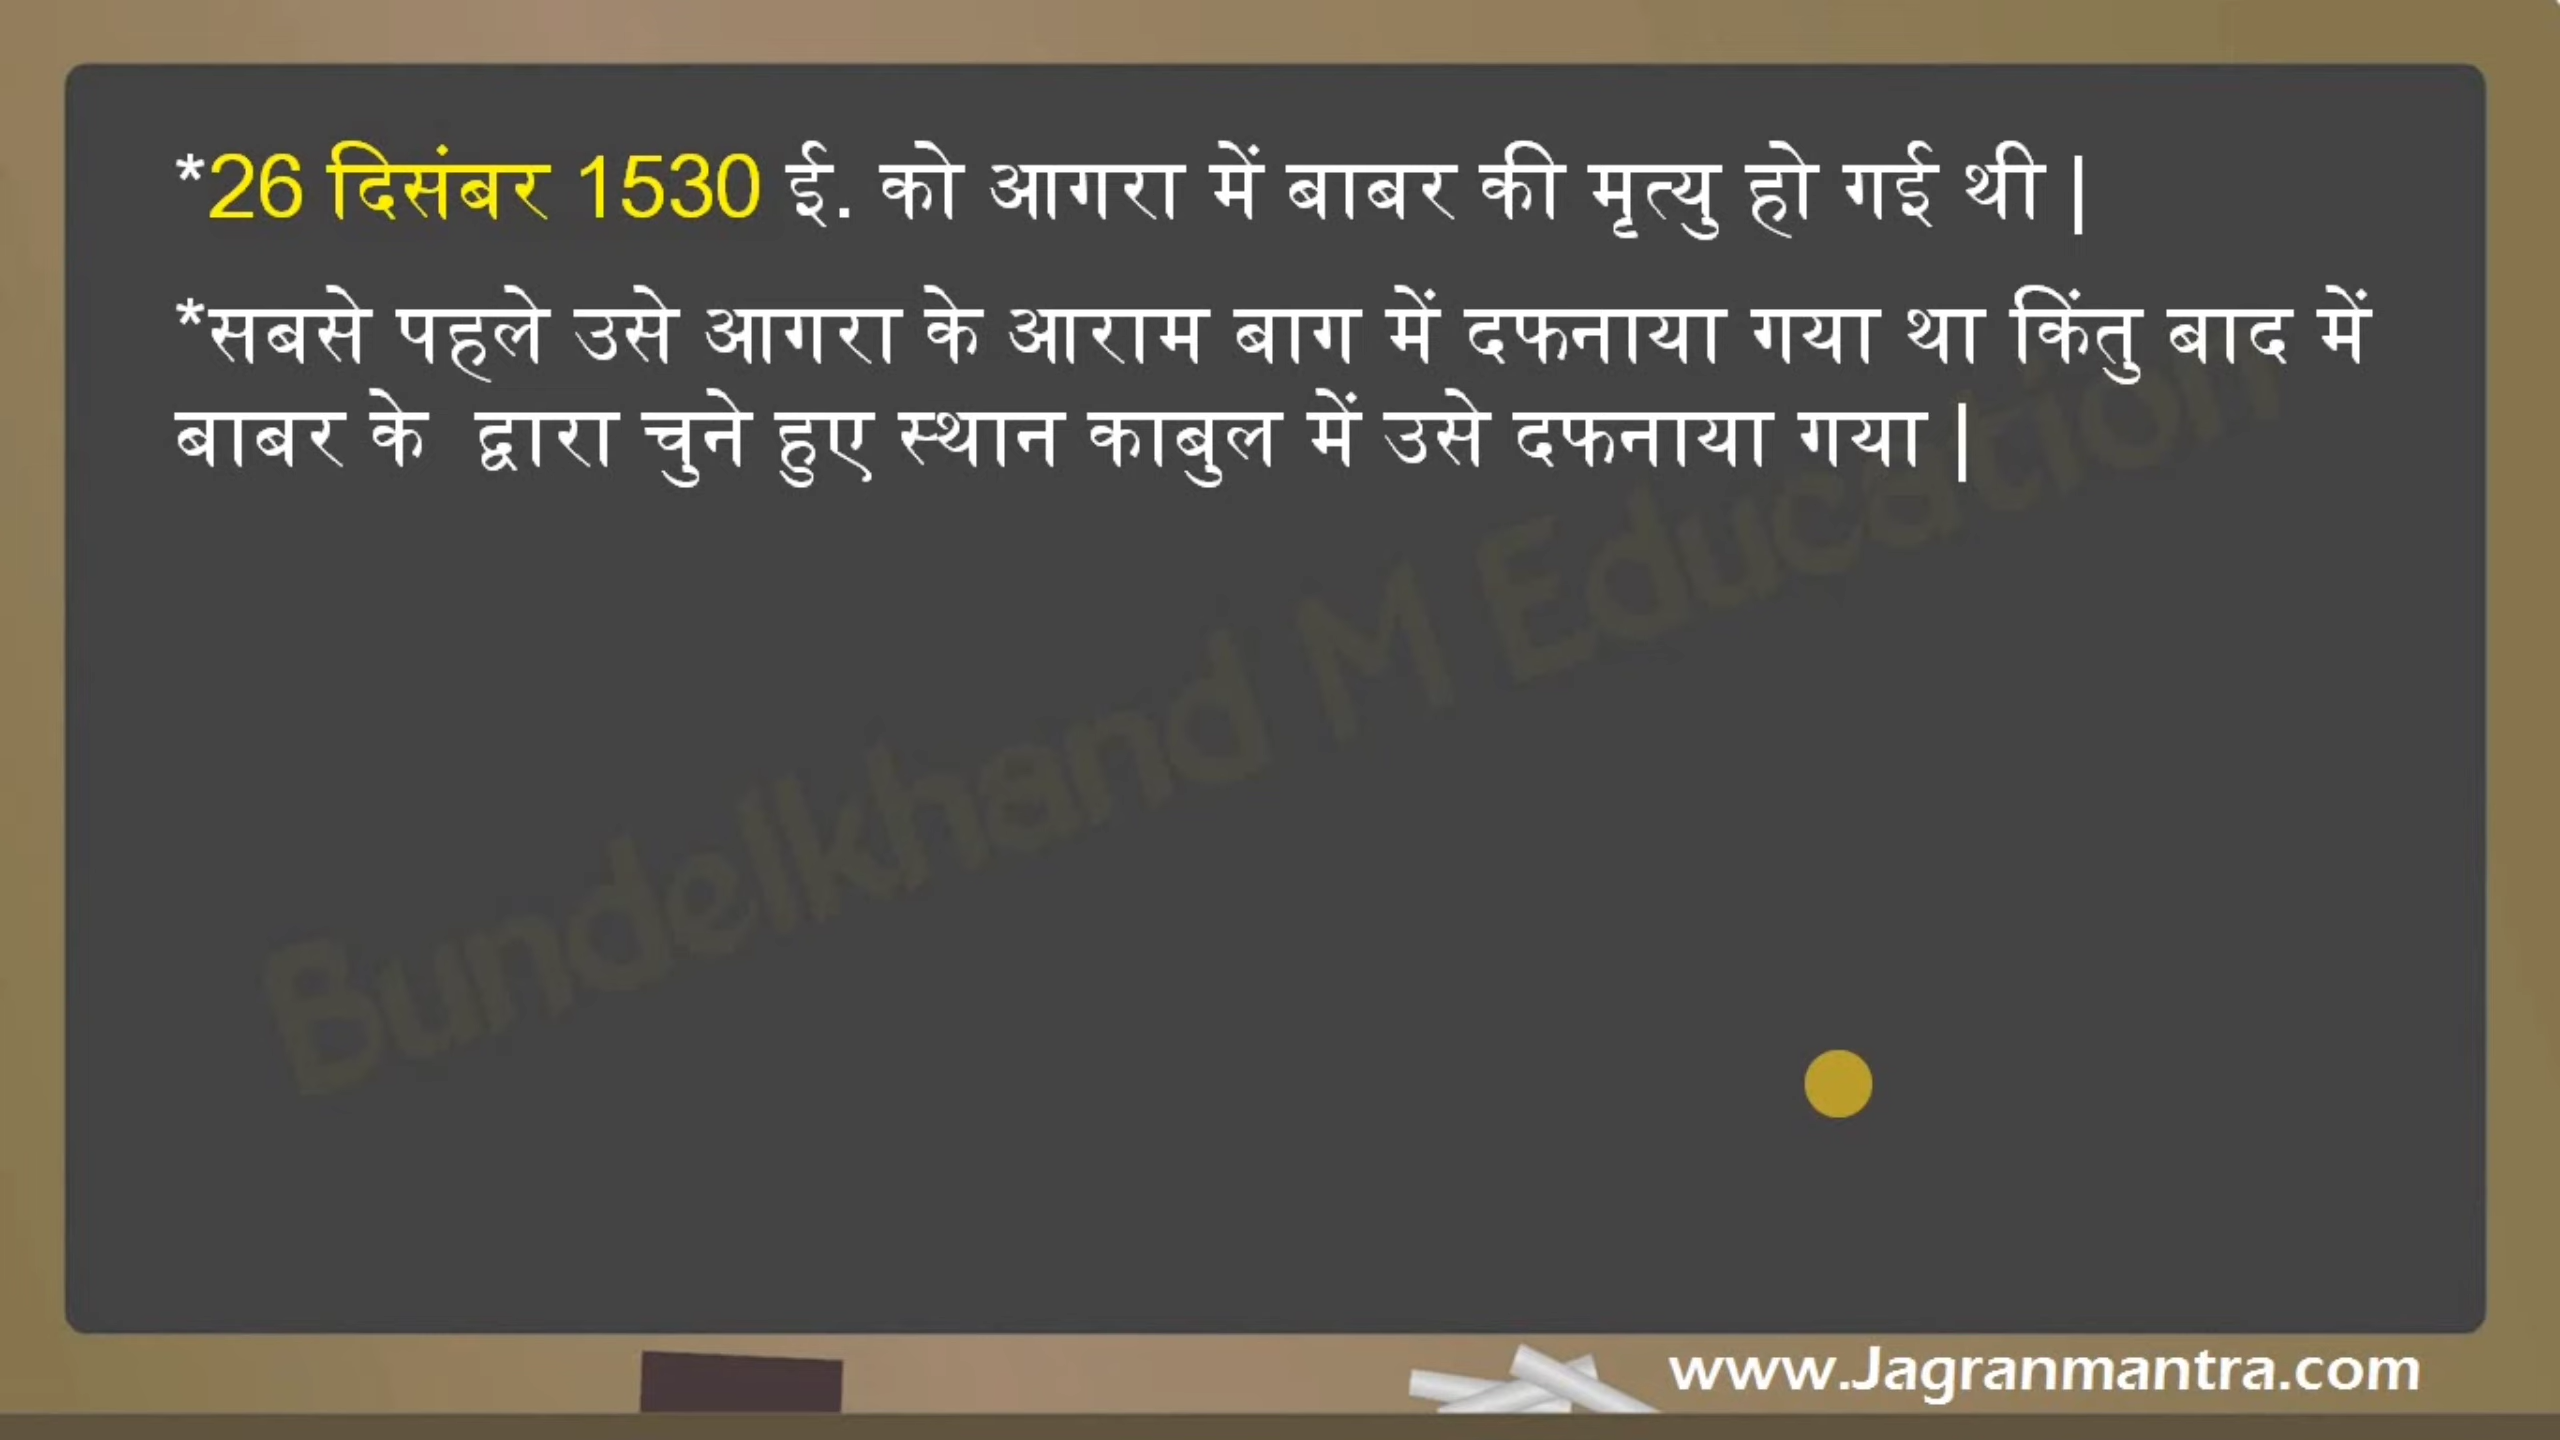 *26 दिसंबर 1530 ई. को आगरा में बाबर की मृत्यु हो गई थी |
*सबसे पहले उसे आगरा के आराम बाग में दफनाया गया था किंतु बाद में
बाबर के  द्वारा चुने हुए स्थान काबुल में उसे दफनाया गया |
Bundelkhand M Education
www.Jagranmantra.com